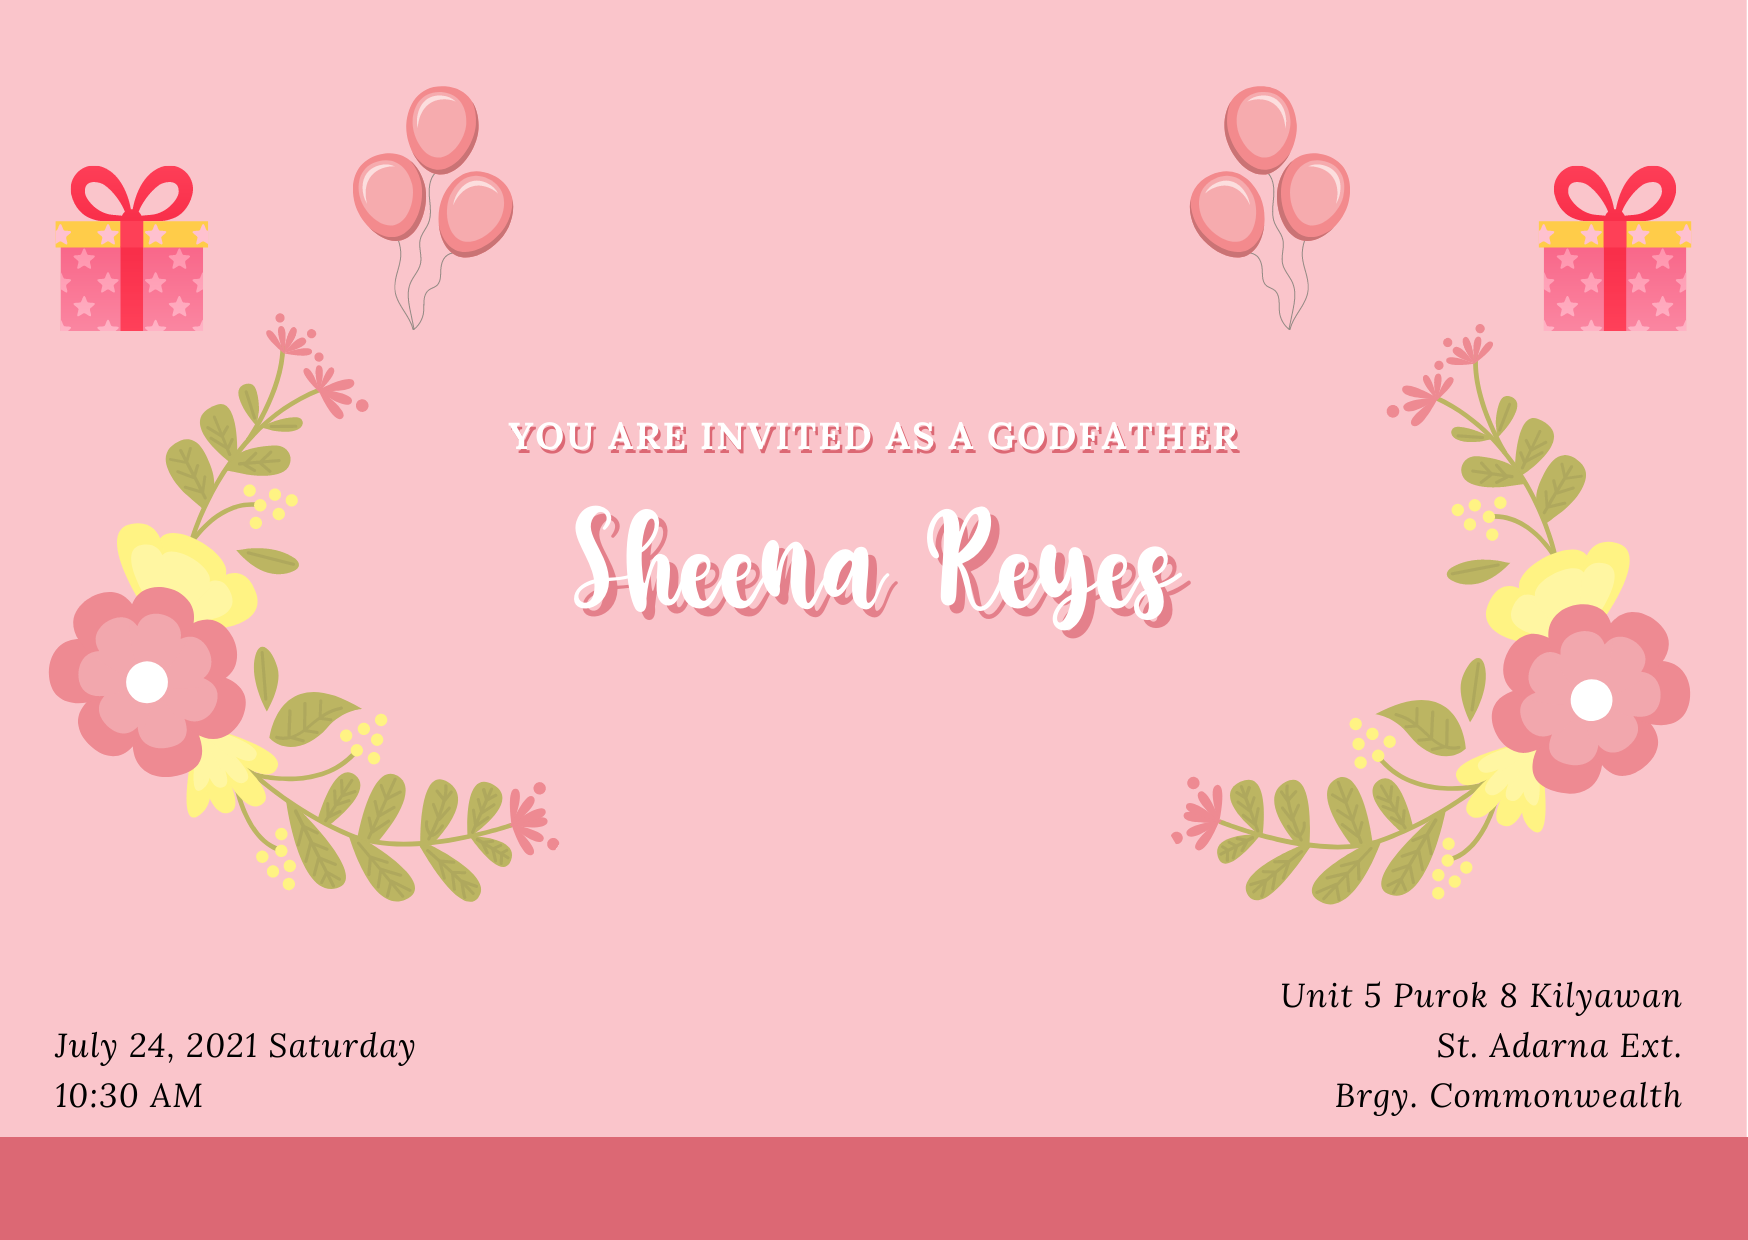 YOU ARE INVITED AS A GODFATHER
Sheena Reyes
July 24, 2021 Saturday
10:30 AM
Unit 5 Purok 8 Kilyawan
St. Adarna Ext.
Brgy. Commonwealth